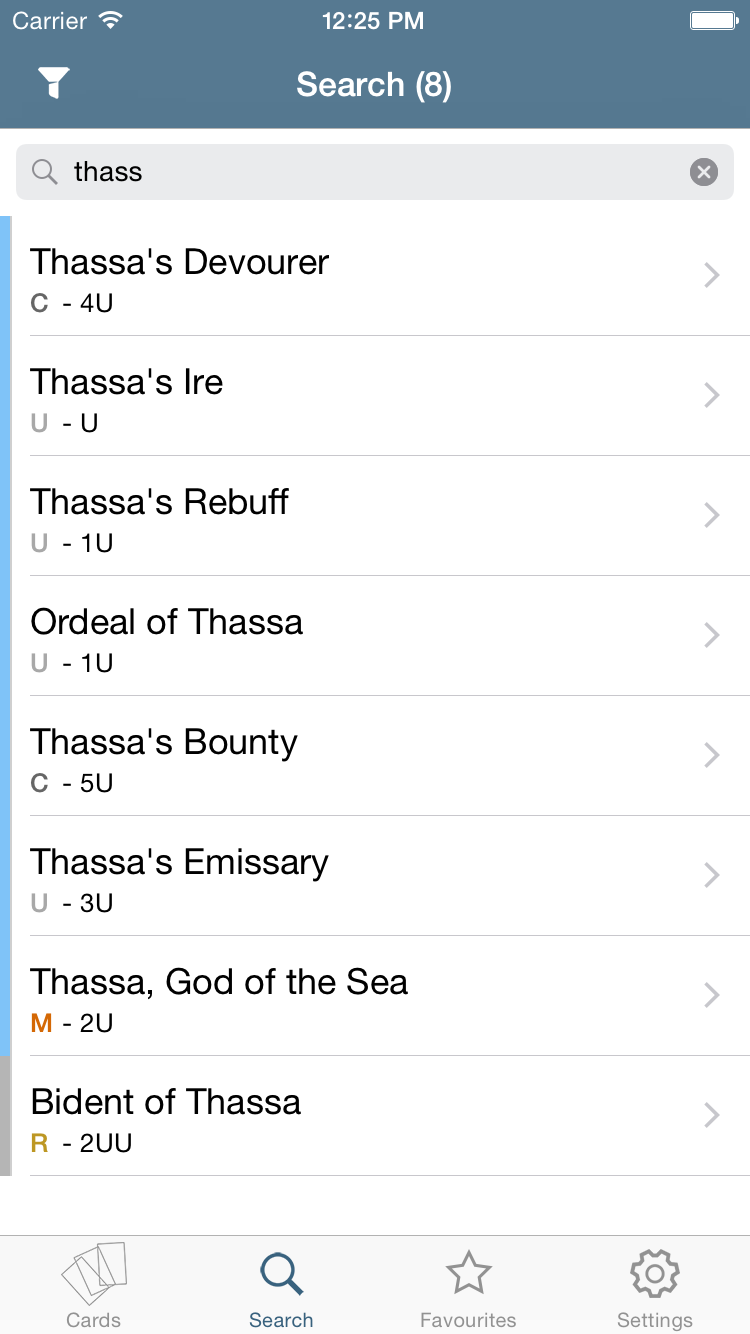 Carrier 12:25 PM
Search (8)
thass
Thassa's Devourer
C - 4U
Thassa's Ire
U - U
Thassa's Rebuff
U - 1U
Ordeal of Thassa
U - 1U
Thassa's Bounty
C - 5U
Thassa's Emissary
U - 3U
Thassa, God of the Sea
M - 2U
Bident of Thassa
R - 2UU
Cards Search Favourites Settings